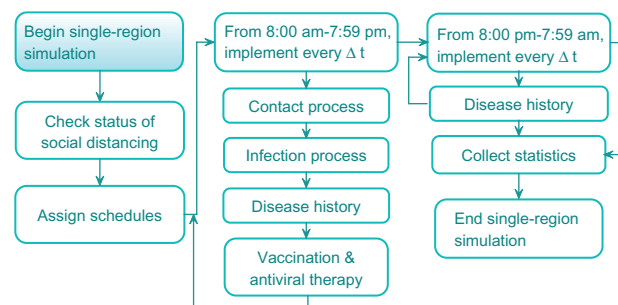 Begin single-region
simulation
Check status of
social distancing
Assign schedules
From 8:00 am-7:59 pm,
implement every Δ t
Contact process
Infection process
Disease history
Vaccination &
antiviral therapy
From 8:00 pm-7:59 am,
implement every Δ t
Disease history
Collect statistics
End single-region
simulation